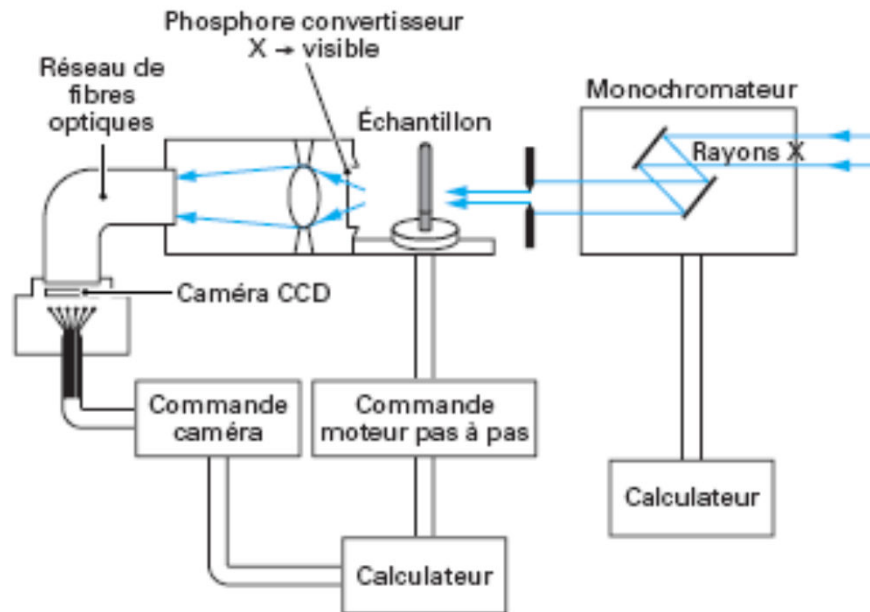 Phosphore convertisseur
X → visible
Réseau de
fibres
optiques
Échantillon
Monochromateur
Rayons X
Caméra CCD
Commande
caméra
Commande
moteur pas à pas
Calculateur
Calculateur